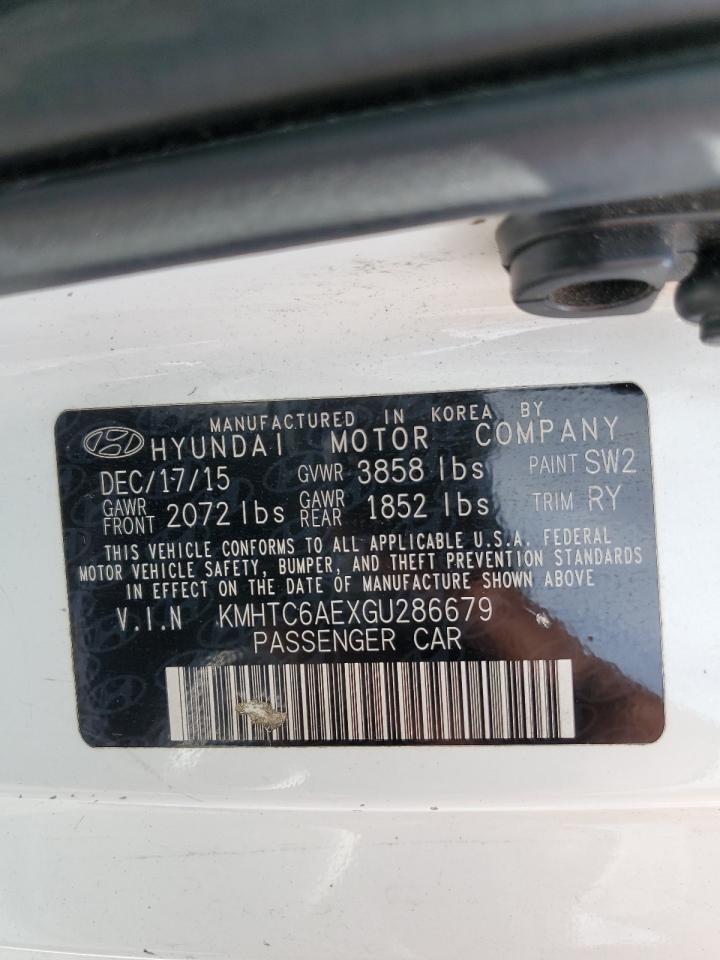 MANUFACTURED IN KOREA BY
HYUNDAI MOTOR COMPANY
DEC/17/15 GVWR 3858 lbs PAINT SW2
GAWR FRONT 2072 lbs GAWR REAR 1852 lbs TRIM RY
THIS VEHICLE CONFORMS TO ALL APPLICABLE U.S.A. FEDERAL
MOTOR VEHICLE SAFETY, BUMPER, AND THEFT PREVENTION STANDARDS
IN EFFECT ON THE DATE OF MANUFACTURE SHOWN ABOVE
V.I.N KMHTC6AEXGU286679
PASSENGER CAR